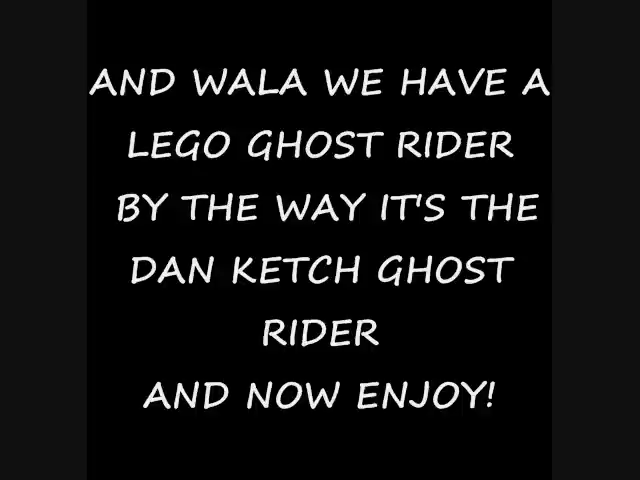 AND WALA WE HAVE A
LEGO GHOST RIDER
BY THE WAY IT'S THE
DAN KETCH GHOST
RIDER
AND NOW ENJOY!